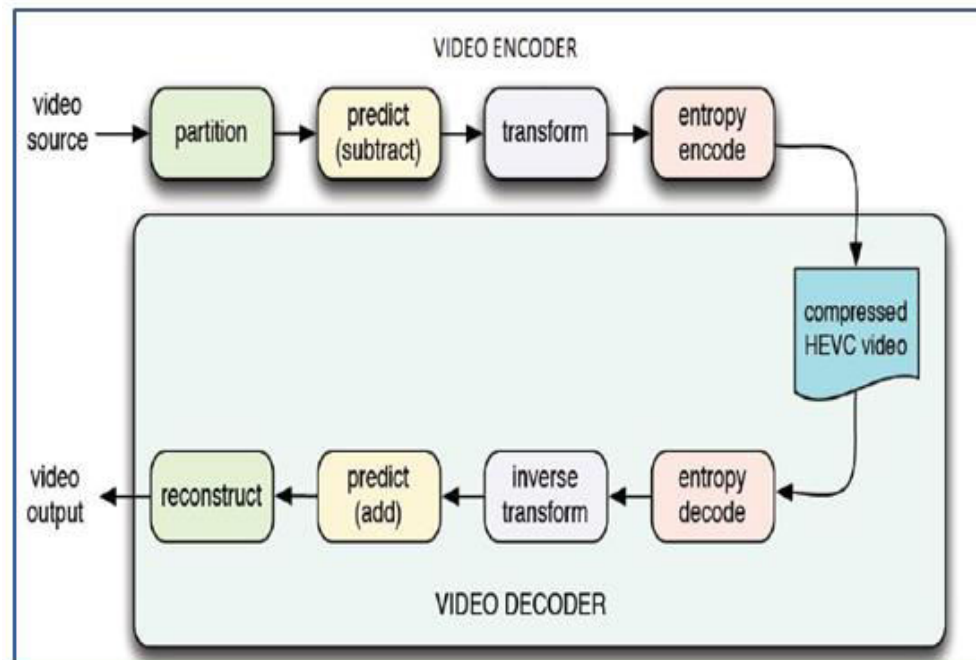 VIDEO ENCODER
video
source
partition
predict
(subtract)
transform
entropy
encode
compressed
HEVC video
video
output
reconstruct
predict
(add)
inverse
transform
entropy
decode
VIDEO DECODER